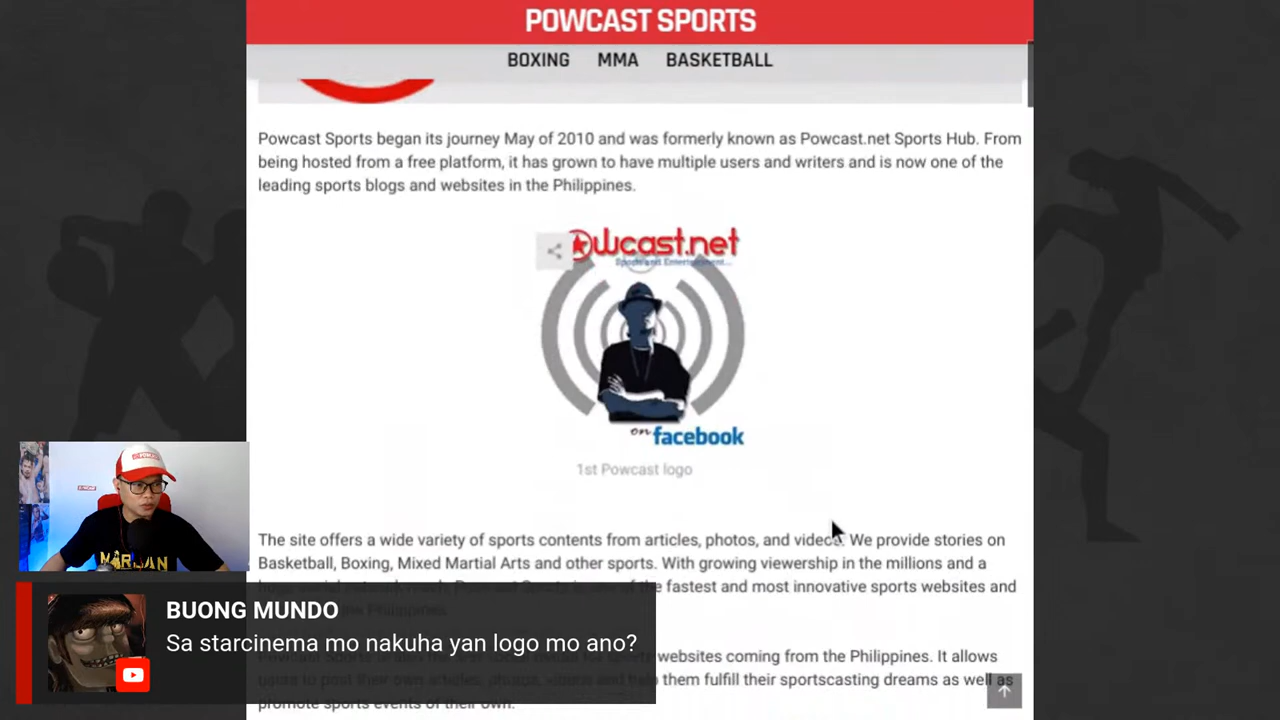 POWCAST SPORTS
BOXING MMA BASKETBALL
Powcast Sports began its journey May of 2010 and was formerly known as Powcast.net Sports Hub. From
being hosted from a free platform, it has grown to have multiple users and writers and is now one of the
leading sports blogs and websites in the Philippines.
wcast.net
Sports and Entertainment...
on facebook
1st Powcast logo
The site offers a wide variety of sports contents from articles, photos, and videos. We provide stories on
Basketball, Boxing, Mixed Martial Arts and other sports. With growing viewership in the millions and a
the fastest and most innovative sports websites and
BUONG MUNDO
Sa starcinema mo nakuha yan logo mo ano?
websites coming from the Philippines. It allows
them fulfill their sportscasting dreams as well as
promote sports events of their own.